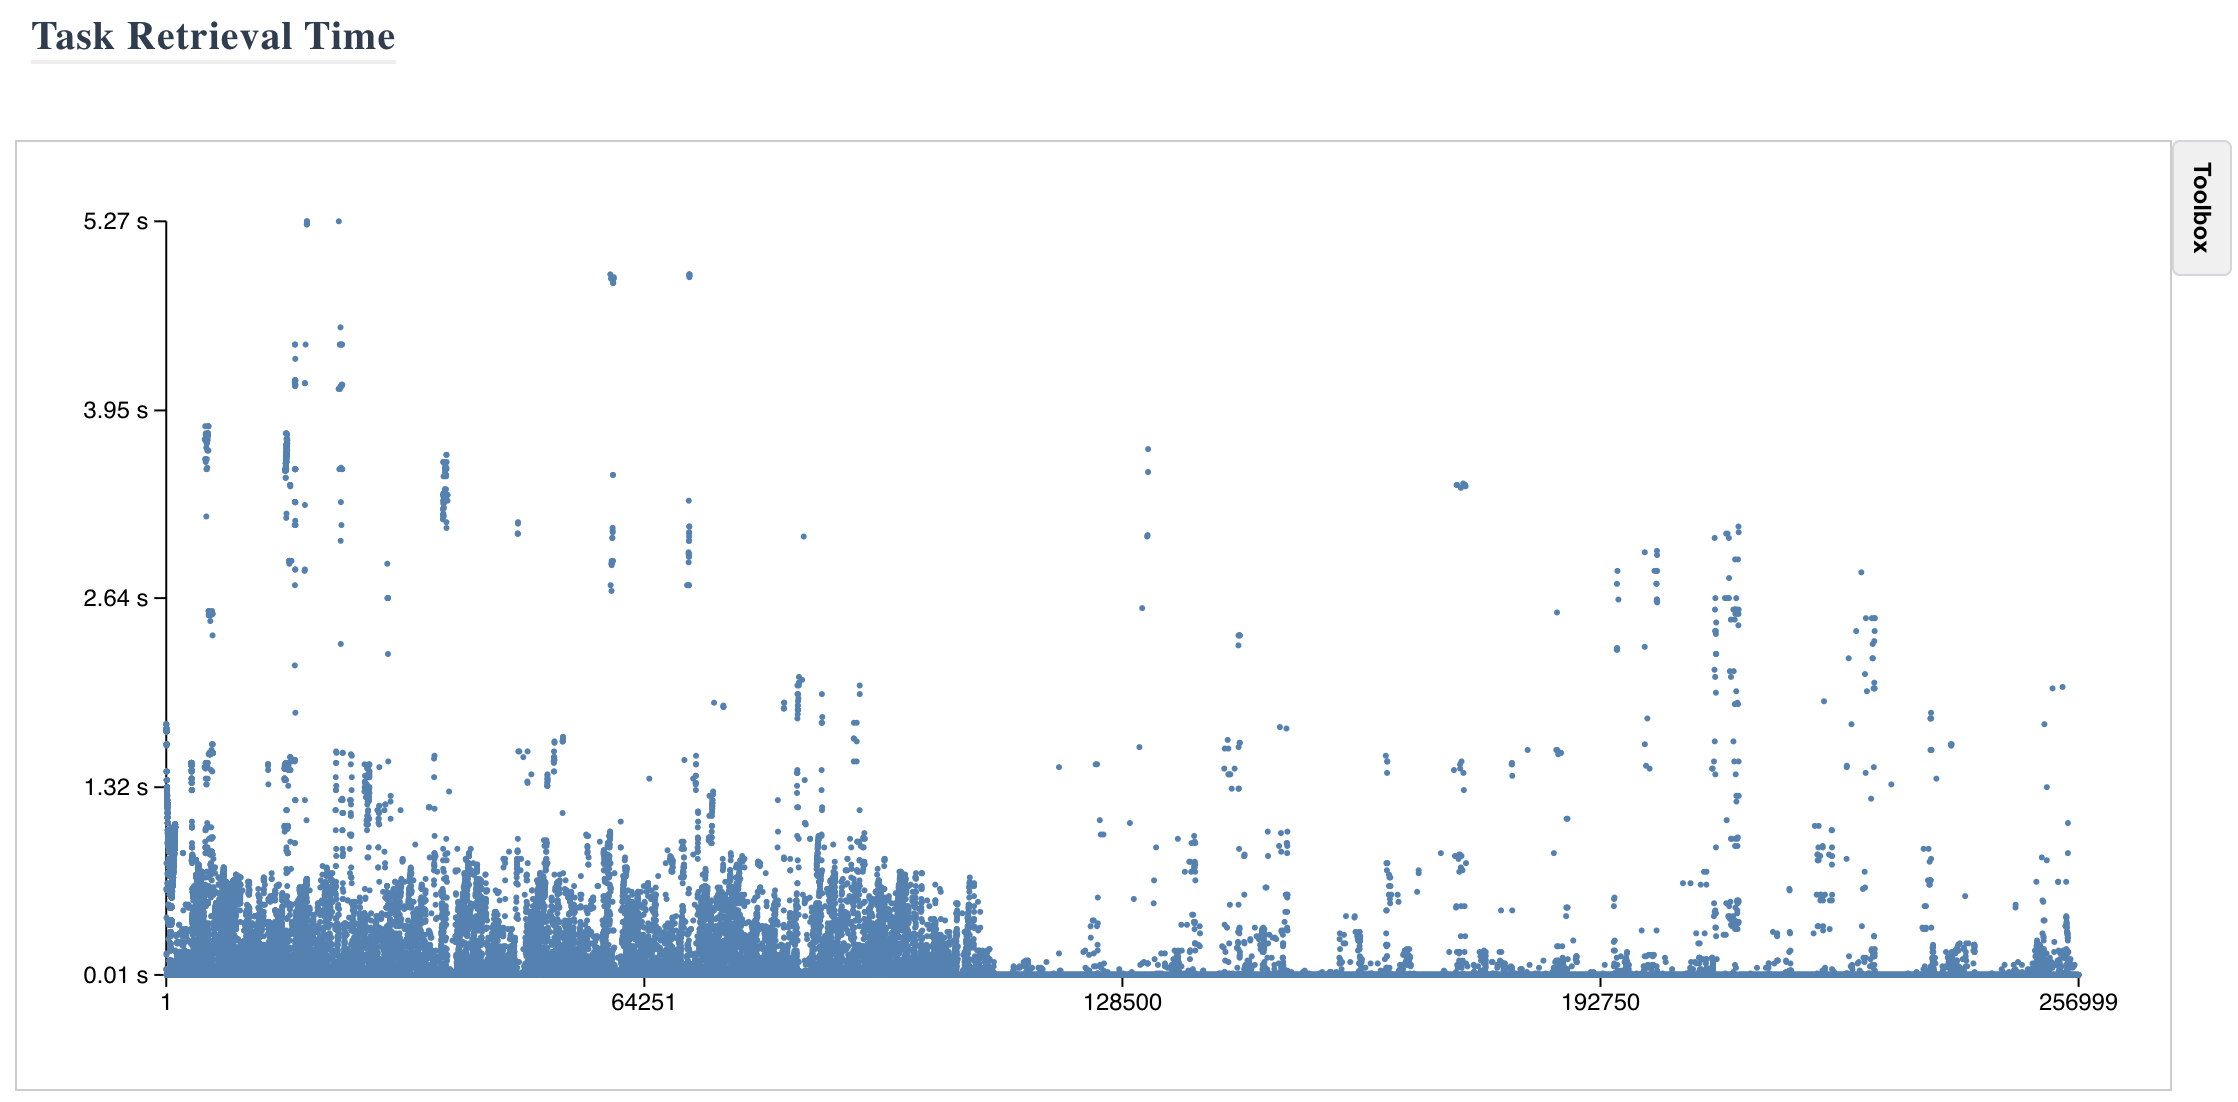 Task Retrieval Time
Toolbox
5.27 s
3.95 s
2.64 s
1.32 s
0.01 s
1
64251
128500
192750
256999